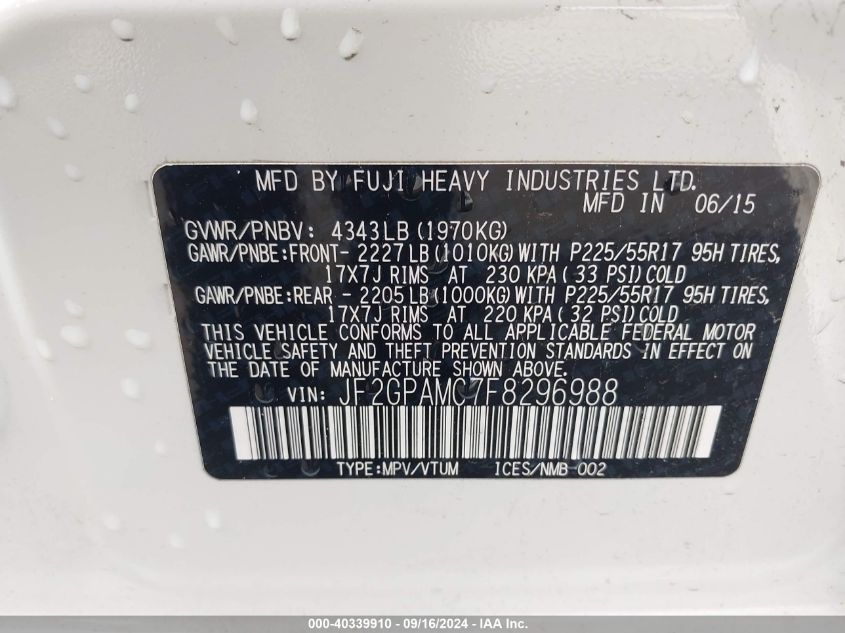 MFD BY FUJI HEAVY INDUSTRIES LTD.
MFD IN 06/15
GVWR/PNBV: 4343LB (1970KG)
GAWR/PNBE:FRONT- 2227LB (1010KG) WITH P225/55R17 95H TIRES,
17X7J RIMS AT 230 KPA ( 33 PSI) COLD
GAWR/PNBE:REAR - 2205LB (1000KG) WITH P225/55R17 95H TIRES,
17X7J RIMS AT 220 KPA ( 32 PSI) COLD
THIS VEHICLE CONFORMS TO ALL APPLICABLE FEDERAL MOTOR
VEHICLE SAFETY AND THEFT PREVENTION STANDARDS IN EFFECT ON
THE DATE OF MANUFACTURE SHOWN ABOVE.
VIN: JF2GPAMC7F8296988
TYPE:MPV/VTUM ICES/NMB-002
000-40339910 - 09/16/2024 - IAA Inc.